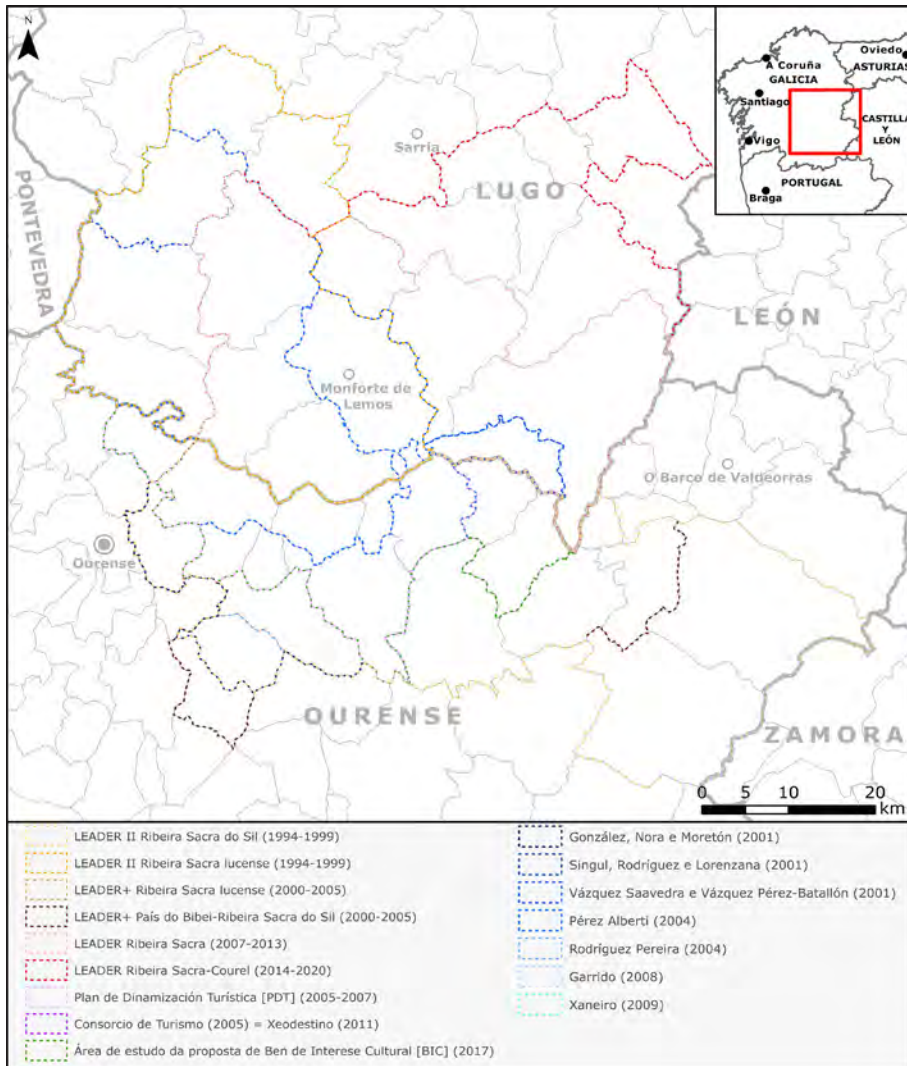 N
Oviedo
A Coruña
ASTURIAS
GALICIA
Santiago
CASTILLA
Y
LEÓN
Vigo
PORTUGAL
Braga
Sarria
LUGO
PONTEVEDRA
LEÓN
Monforte de
Lemos
O Barco de Valdeorras
Ourense
OURENSE
ZAMORA
0 5 10 20
km
LEADER II Ribeira Sacra do Sil (1994-1999)
LEADER II Ribeira Sacra lucense (1994-1999)
LEADER+ Ribeira Sacra lucense (2000-2005)
LEADER+ País do Bibei-Ribeira Sacra do Sil (2000-2005)
LEADER Ribeira Sacra (2007-2013)
LEADER Ribeira Sacra-Courel (2014-2020)
Plan de Dinamización Turística [PDT] (2005-2007)
Consorcio de Turismo (2005) = Xeodestino (2011)
Área de estudo da proposta de Ben de Interese Cultural [BIC] (2017)
González, Nora e Moretón (2001)
Singul, Rodríguez e Lorenzana (2001)
Vázquez Saavedra e Vázquez Pérez-Batallón (2001)
Pérez Alberti (2004)
Rodríguez Pereira (2004)
Garrido (2008)
Xaneiro (2009)